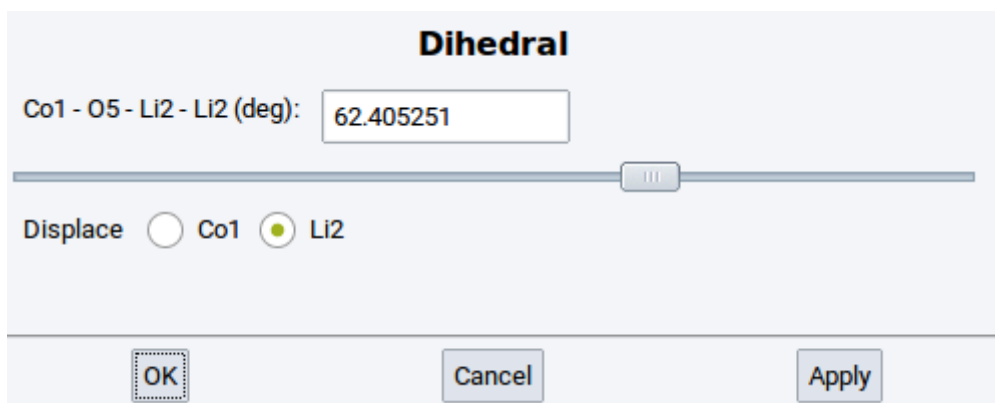 Dihedral
Co1 - O5 - Li2 - Li2 (deg): 62.405251
Displace Co1 Li2
OK Cancel Apply